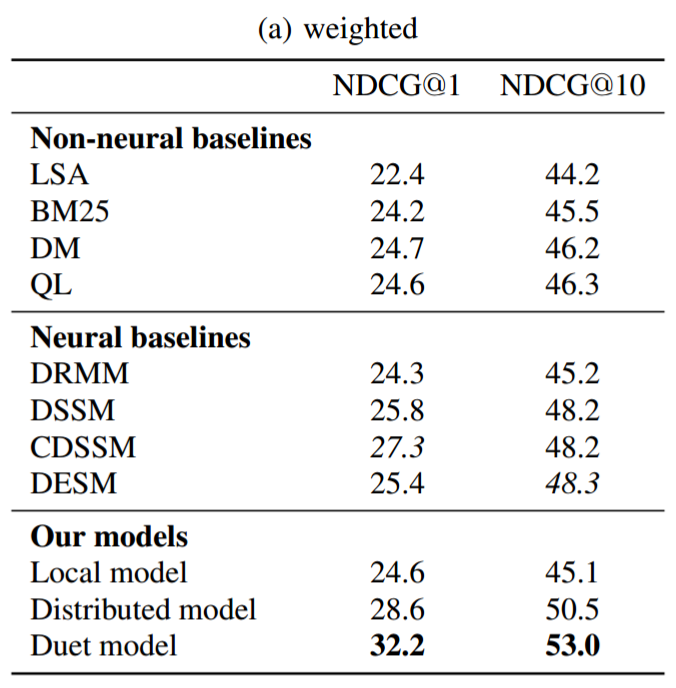 (a) weighted
NDCG@1 NDCG@10
Non-neural baselines
LSA 22.4 44.2
BM25 24.2 45.5
DM 24.7 46.2
QL 24.6 46.3
Neural baselines
DRMM 24.3 45.2
DSSM 25.8 48.2
CDSSM 27.3 48.2
DESM 25.4 48.3
Our models
Local model 24.6 45.1
Distributed model 28.6 50.5
Duet model 32.2 53.0